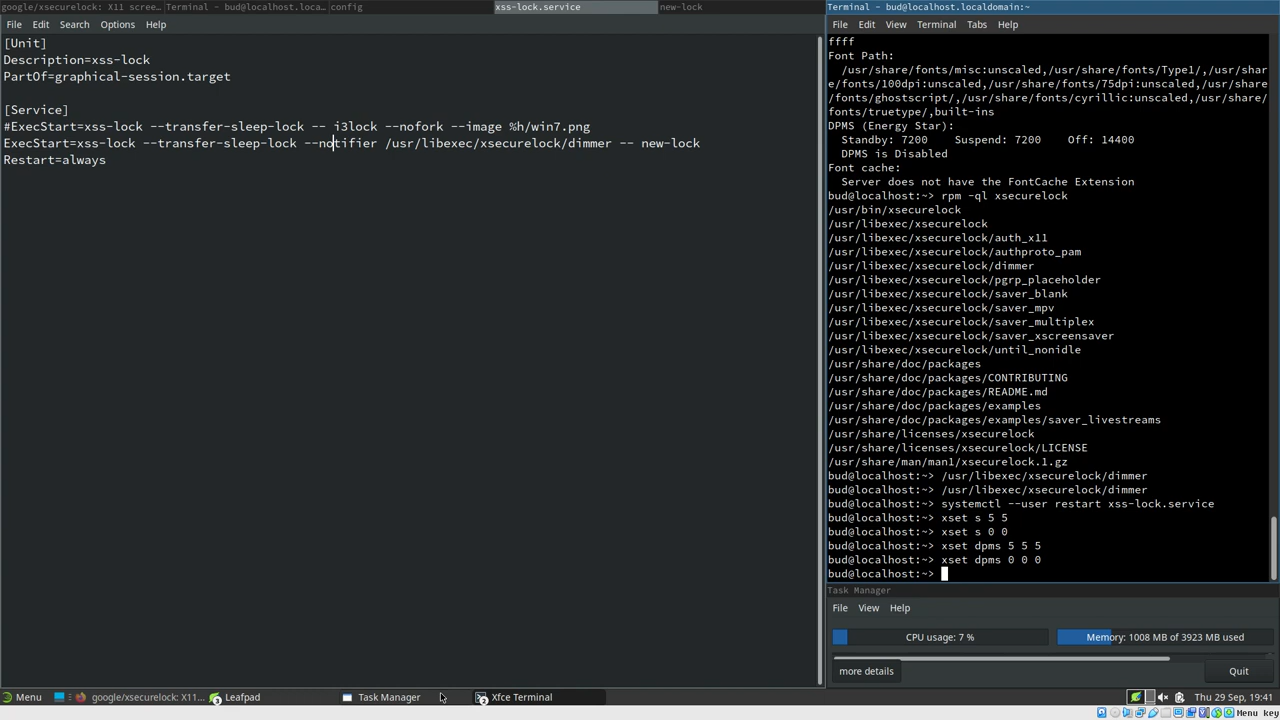 google/xsecurelock: X11 scree...
Terminal - bud@localhost.loca...
config
xss-lock.service
new-lock
File Edit Search Options Help
[Unit]
Description=xss-lock
PartOf=graphical-session.target
[Service]
#ExecStart=xss-lock --transfer-sleep-lock -- i3lock --nofork --image %h/win7.png
ExecStart=xss-lock --transfer-sleep-lock --notifier /usr/libexec/xsecurelock/dimmer -- new-lock
Restart=always
Terminal - bud@localhost.localdomain:~
File Edit View Terminal Tabs Help
ffff
Font Path:
/usr/share/fonts/misc:unscaled,/usr/share/fonts/Type1/,/usr/shar
e/fonts/100dpi:unscaled,/usr/share/fonts/75dpi:unscaled,/usr/share
/fonts/ghostscript/,/usr/share/fonts/cyrillic:unscaled,/usr/share/
fonts/truetype/,built-ins
DPMS (Energy Star):
Standby: 7200 Suspend: 7200 Off: 14400
DPMS is Disabled
Font cache:
Server does not have the FontCache Extension
bud@localhost:~> rpm -ql xsecurelock
/usr/bin/xsecurelock
/usr/libexec/xsecurelock
/usr/libexec/xsecurelock/auth_x11
/usr/libexec/xsecurelock/authproto_pam
/usr/libexec/xsecurelock/dimmer
/usr/libexec/xsecurelock/pgrp_placeholder
/usr/libexec/xsecurelock/saver_blank
/usr/libexec/xsecurelock/saver_mpv
/usr/libexec/xsecurelock/saver_multiplex
/usr/libexec/xsecurelock/saver_xscreensaver
/usr/libexec/xsecurelock/until_nonidle
/usr/share/doc/packages
/usr/share/doc/packages/CONTRIBUTING
/usr/share/doc/packages/README.md
/usr/share/doc/packages/examples
/usr/share/doc/packages/examples/saver_livestreams
/usr/share/licenses/xsecurelock
/usr/share/licenses/xsecurelock/LICENSE
/usr/share/man/man1/xsecurelock.1.gz
bud@localhost:~> /usr/libexec/xsecurelock/dimmer
bud@localhost:~> /usr/libexec/xsecurelock/dimmer
bud@localhost:~> systemctl --user restart xss-lock.service
bud@localhost:~> xset s 5 5
bud@localhost:~> xset s 0 0
bud@localhost:~> xset dpms 5 5 5
bud@localhost:~> xset dpms 0 0 0
bud@localhost:~>
Task Manager
File View Help
CPU usage: 7 %
Memory: 1008 MB of 3923 MB used
more details
Quit
Menu
google/xsecurelock: X11...
3 Leafpad
Task Manager
2 Xfce Terminal
Thu 29 Sep, 19:41
Menu key